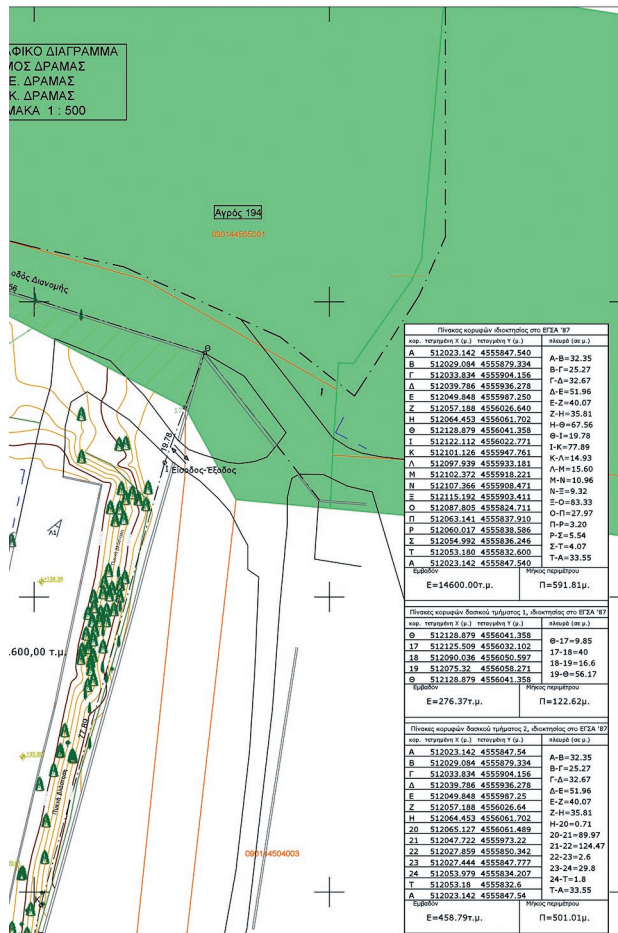 ΑΦΙΚΟ ΔΙΑΓΡΑΜΜΑ
ΜΟΣ ΔΡΑΜΑΣ
Ε. ΔΡΑΜΑΣ
Κ. ΔΡΑΜΑΣ
ΜΑΚΑ 1 : 500
Αγρός 194
090144505001
οδός Διανομής
56
Θ
Ι
17
19.78
Είσοδος-Έξοδος
Λ1
.600,00 τ.μ.
77.89
Πυκνή βλάστηση
090144504003
Κ
Πίνακας κορυφών ιδιοκτησίας στο ΕΓΣΑ '87
κορ. τετμημένη Χ (μ.) τεταγμένη Υ (μ.) πλευρά (σε μ.)
Α 512023.142 4555847.540
Β 512029.084 4555879.334 Α-Β=32.35
Γ 512033.834 4555904.156 Β-Γ=25.27
Δ 512039.786 4555936.278 Γ-Δ=32.67
Ε 512049.848 4555987.250 Δ-Ε=51.96
Ζ 512057.188 4556026.640 Ε-Ζ=40.07
Η 512064.453 4556061.702 Ζ-Η=35.81
Θ 512128.879 4556041.358 Η-Θ=67.56
Ι 512122.112 4556022.771 Θ-Ι=19.78
Κ 512101.126 4555947.761 Ι-Κ=77.89
Λ 512097.939 4555933.181 Κ-Λ=14.93
Μ 512102.372 4555918.221 Λ-Μ=15.60
Ν 512107.366 4555908.471 Μ-Ν=10.96
Ξ 512115.192 4555903.411 Ν-Ξ=9.32
Ο 512087.805 4555824.711 Ξ-Ο=83.33
Π 512063.141 4555837.910 Ο-Π=27.97
Ρ 512060.017 4555838.586 Π-Ρ=3.20
Σ 512054.992 4555836.246 Ρ-Σ=5.54
Τ 512053.180 4555832.600 Σ-Τ=4.07
Α 512023.142 4555847.540 Τ-Α=33.55
Εμβαδόν Μήκος περιμέτρου
Ε=14600.00τ.μ. Π=591.81μ.
Πίνακες κορυφών δασικού τμήματος 1, ιδιοκτησίας στο ΕΓΣΑ '87
κορ. τετμημένη Χ (μ.) τεταγμένη Υ (μ.) πλευρά (σε μ.)
Θ 512128.879 4556041.358
17 512125.509 4556032.102 Θ-17=9.85
18 512090.036 4556050.597 17-18=40
19 512075.32 4556058.271 18-19=16.6
Θ 512128.879 4556041.358 19-Θ=56.17
Εμβαδόν Μήκος περιμέτρου
Ε=276.37τ.μ. Π=122.62μ.
Πίνακες κορυφών δασικού τμήματος 2, ιδιοκτησίας στο ΕΓΣΑ '87
κορ. τετμημένη Χ (μ.) τεταγμένη Υ (μ.) πλευρά (σε μ.)
Α 512023.142 4555847.54
Β 512029.084 4555879.334 Α-Β=32.35
Γ 512033.834 4555904.156 Β-Γ=25.27
Δ 512039.786 4555936.278 Γ-Δ=32.67
Ε 512049.848 4555987.25 Δ-Ε=51.96
Ζ 512057.188 4556026.64 Ε-Ζ=40.07
Η 512064.453 4556061.702 Ζ-Η=35.81
20 512065.127 4556061.489 Η-20=0.71
21 512047.722 4555973.22 20-21=89.97
22 512027.859 4555850.342 21-22=124.47
23 512027.444 4555847.777 22-23=2.6
24 512053.979 4555834.207 23-24=29.8
Τ 512053.18 4555832.6 24-Τ=1.8
Α 512023.142 4555847.54 Τ-Α=33.55
Εμβαδόν Μήκος περιμέτρου
Ε=458.79τ.μ. Π=501.01μ.